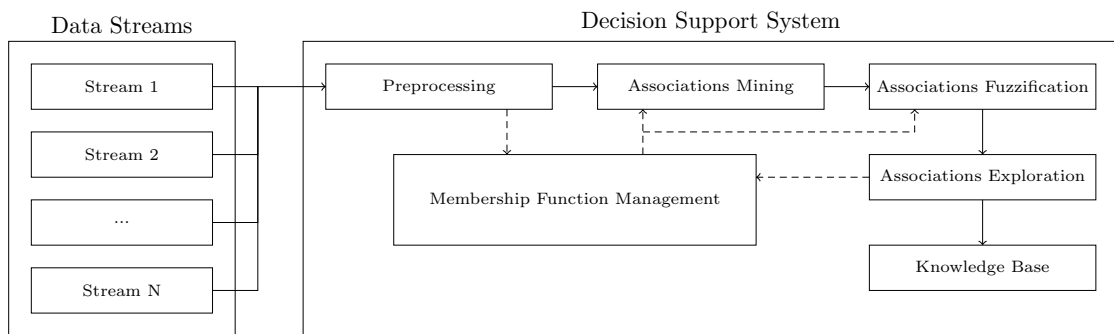 Data Streams
Decision Support System
Stream 1
Preprocessing
Associations Mining
Associations Fuzzification
Stream 2
Membership Function Management
Associations Exploration
...
Stream N
Knowledge Base